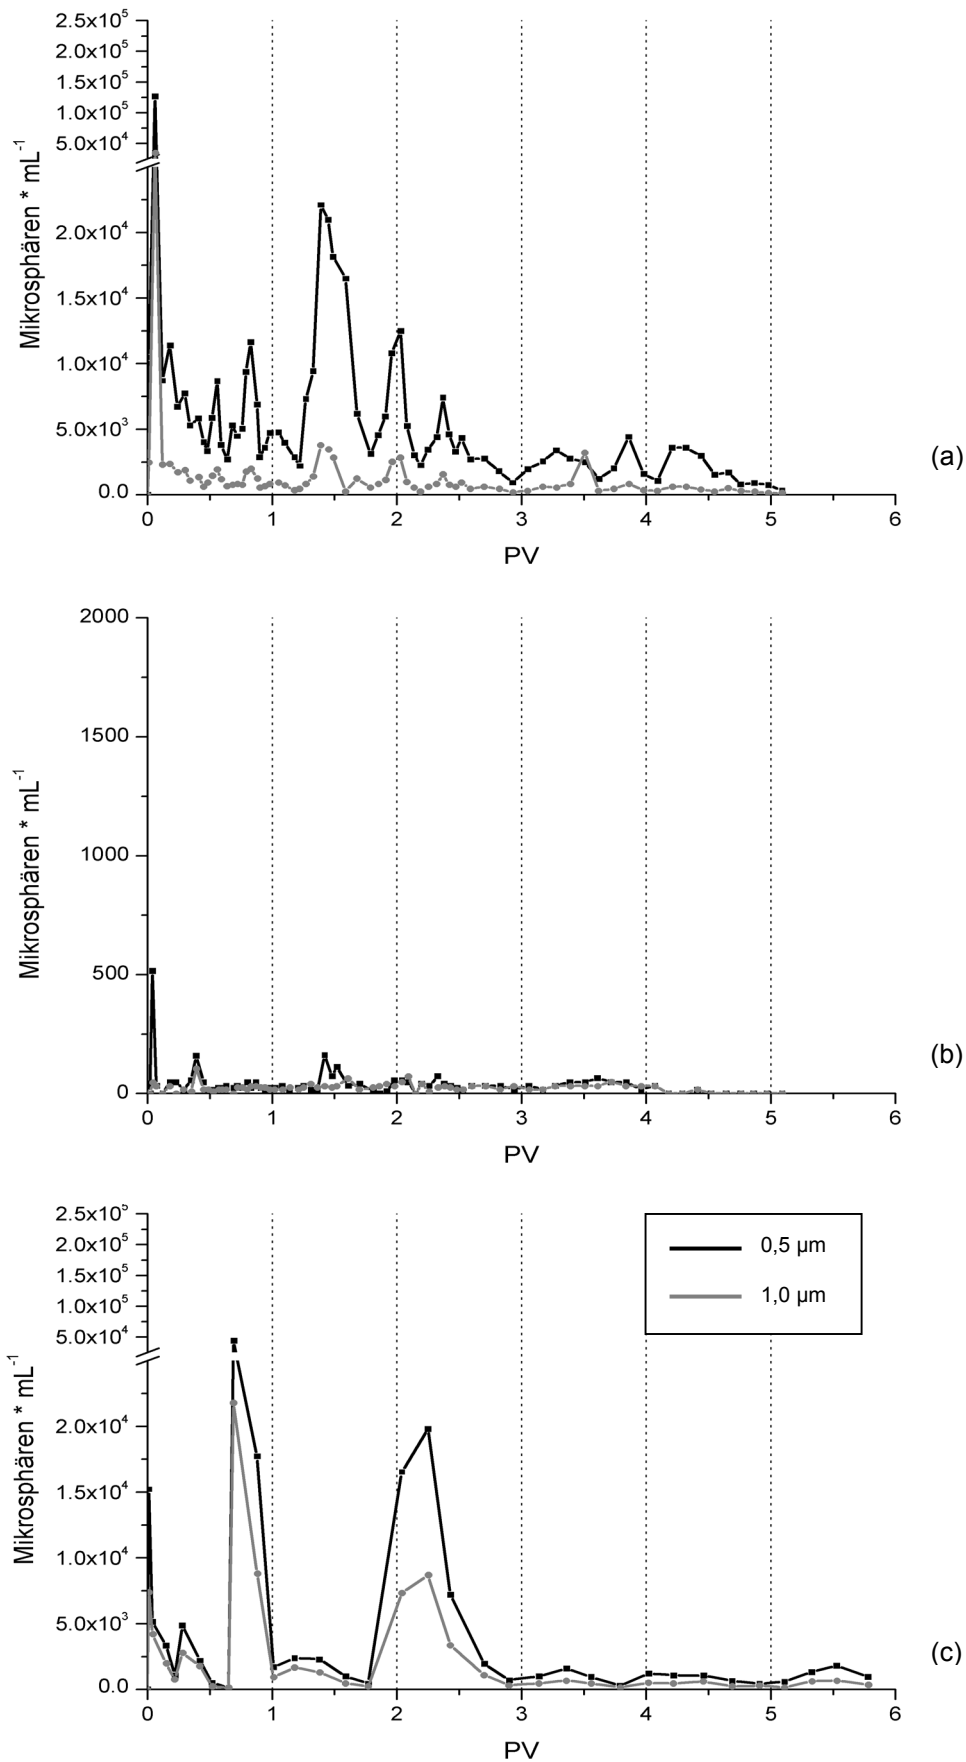 2.5x10⁵
2.0x10⁵
1.5x10⁵
1.0x10⁵
5.0x10⁴
2.0x10⁴
1.5x10⁴
1.0x10⁴
5.0x10³
0.0
Mikrosphären * mL⁻¹
0 1 2 3 4 5 6
PV
(a)
2000
1500
1000
500
0
Mikrosphären * mL⁻¹
0 1 2 3 4 5 6
PV
(b)
2.5x10⁵
2.0x10⁵
1.5x10⁵
1.0x10⁵
5.0x10⁴
2.0x10⁴
1.5x10⁴
1.0x10⁴
5.0x10³
0.0
Mikrosphären * mL⁻¹
0,5 µm
1,0 µm
0 1 2 3 4 5 6
PV
(c)